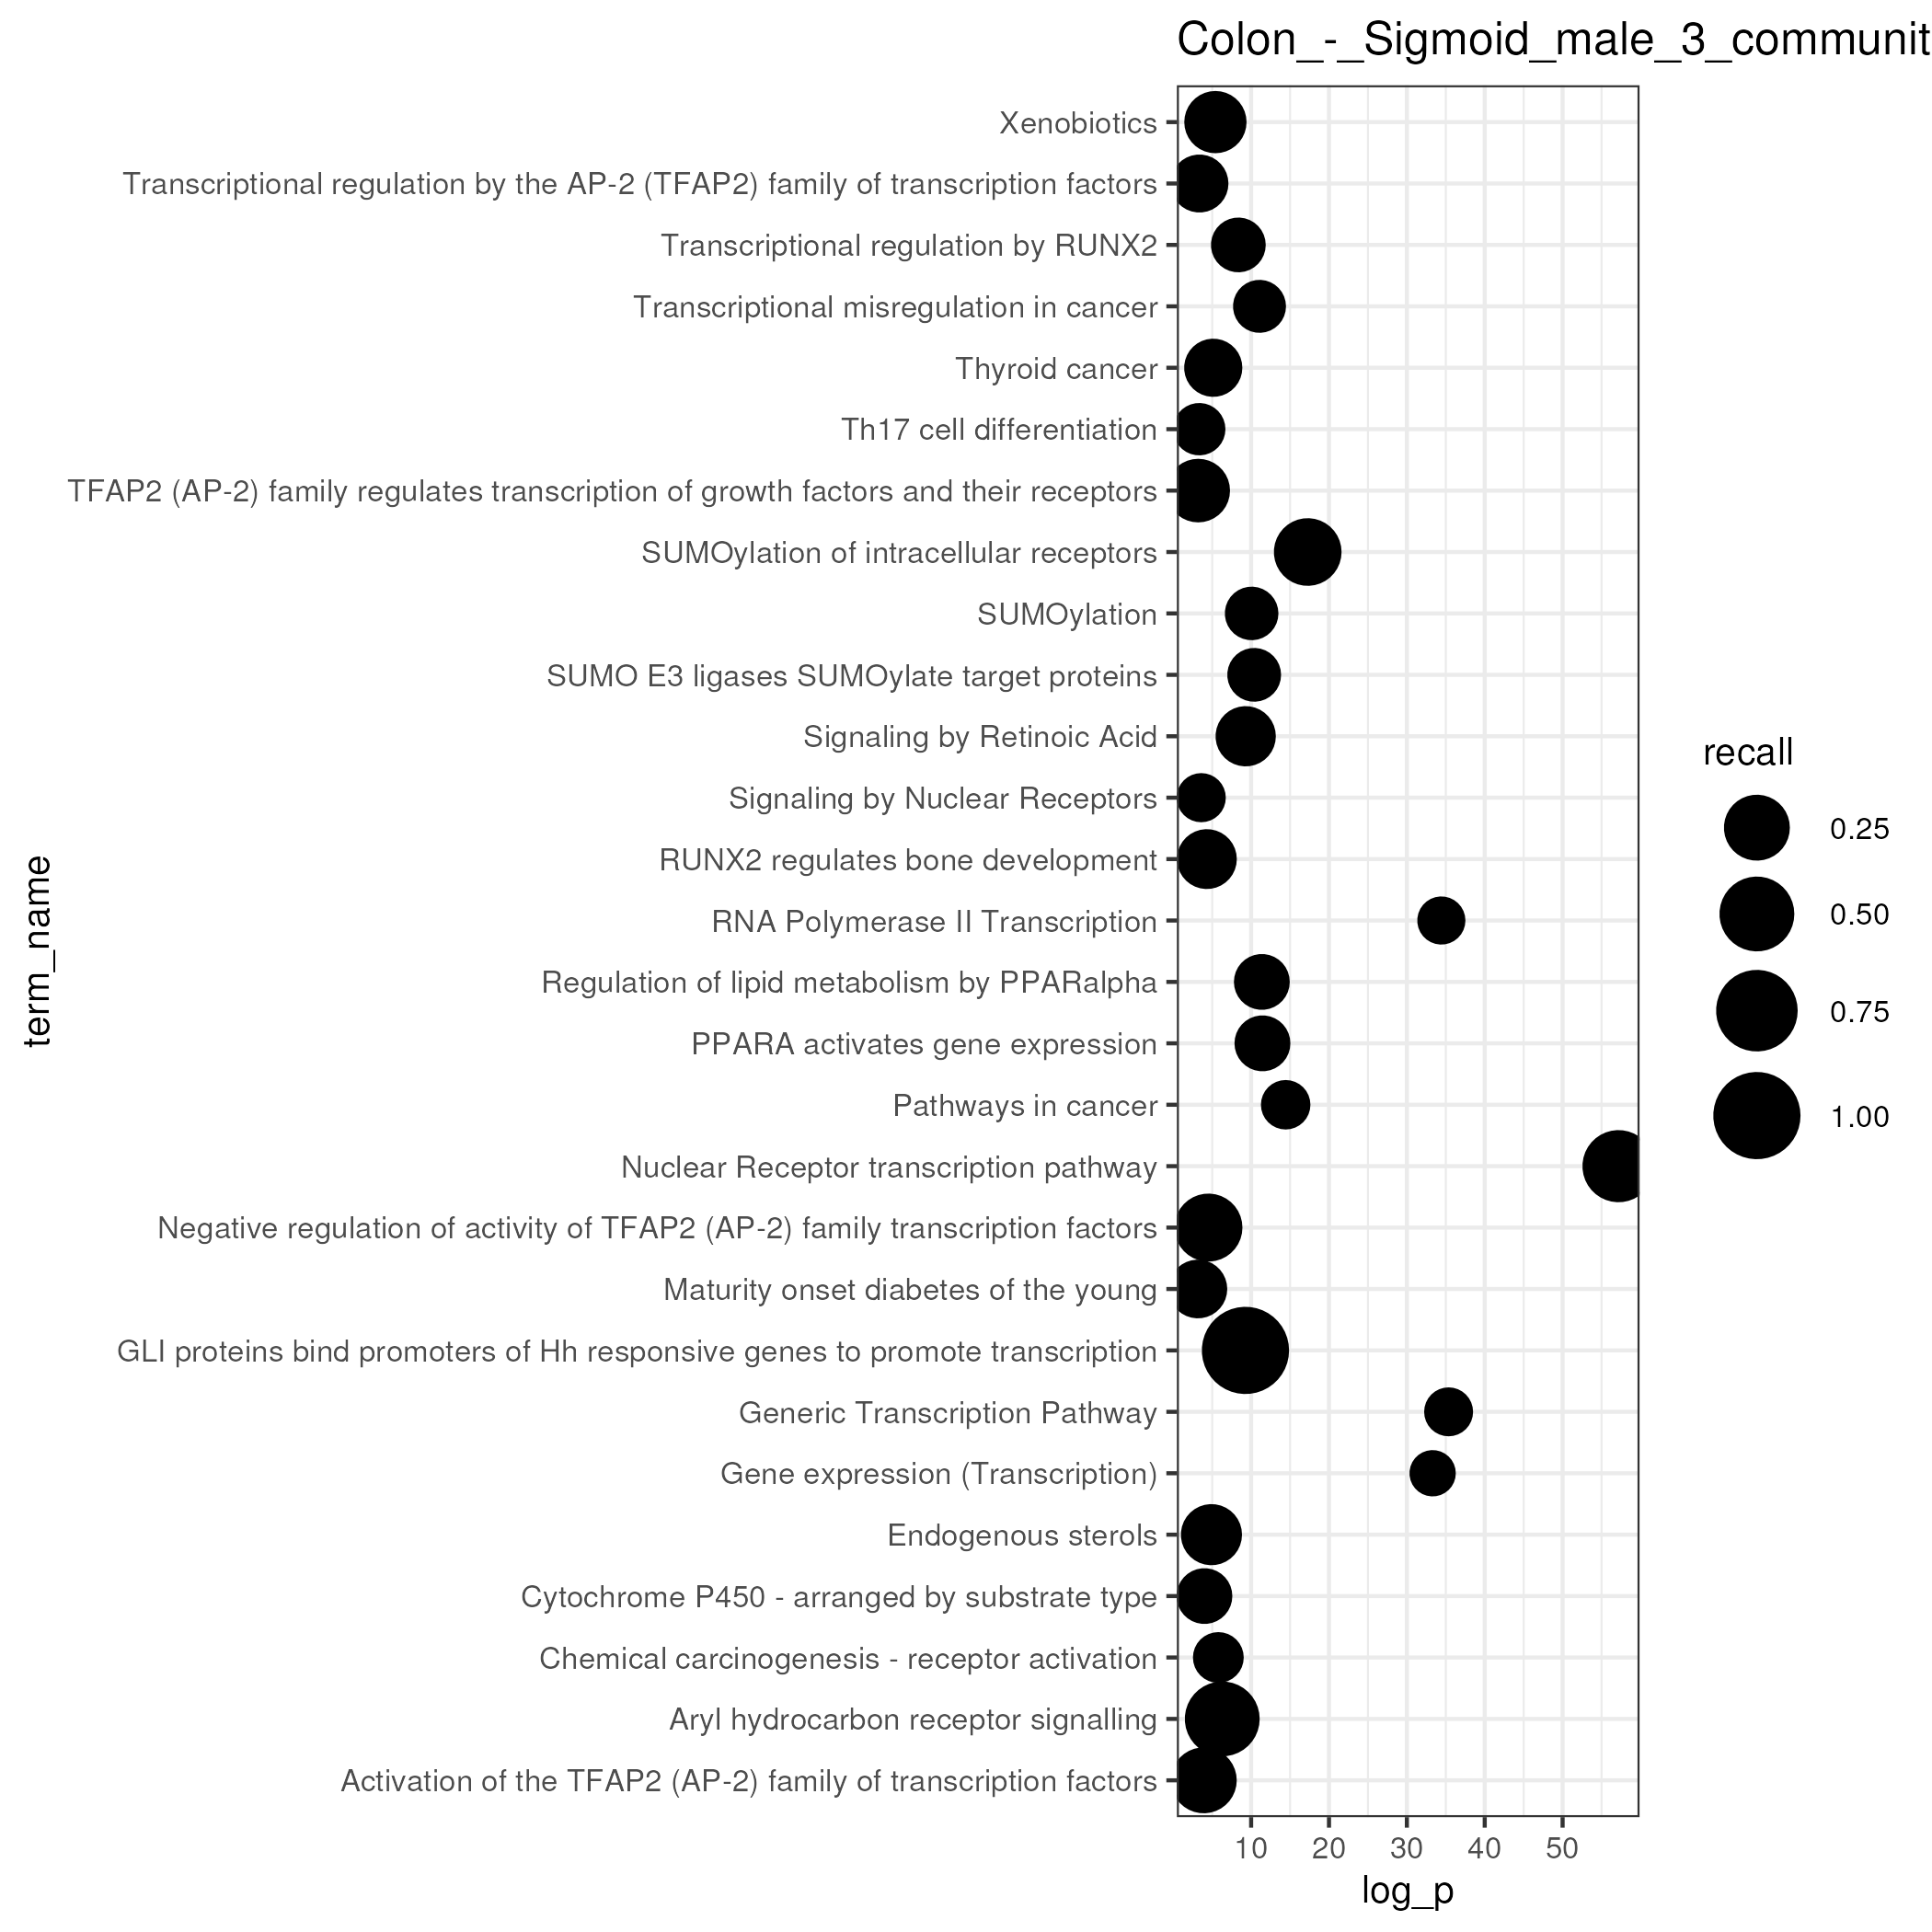 Colon_-_Sigmoid_male_3_communit
Xenobiotics
Transcriptional regulation by the AP-2 (TFAP2) family of transcription factors
Transcriptional regulation by RUNX2
Transcriptional misregulation in cancer
Thyroid cancer
Th17 cell differentiation
TFAP2 (AP-2) family regulates transcription of growth factors and their receptors
SUMOylation of intracellular receptors
SUMOylation
SUMO E3 ligases SUMOylate target proteins
Signaling by Retinoic Acid
Signaling by Nuclear Receptors
RUNX2 regulates bone development
RNA Polymerase II Transcription
Regulation of lipid metabolism by PPARalpha
PPARA activates gene expression
Pathways in cancer
Nuclear Receptor transcription pathway
Negative regulation of activity of TFAP2 (AP-2) family transcription factors
Maturity onset diabetes of the young
GLI proteins bind promoters of Hh responsive genes to promote transcription
Generic Transcription Pathway
Gene expression (Transcription)
Endogenous sterols
Cytochrome P450 - arranged by substrate type
Chemical carcinogenesis - receptor activation
Aryl hydrocarbon receptor signalling
Activation of the TFAP2 (AP-2) family of transcription factors
term_name
10 20 30 40 50
log_p
recall
0.25
0.50
0.75
1.00